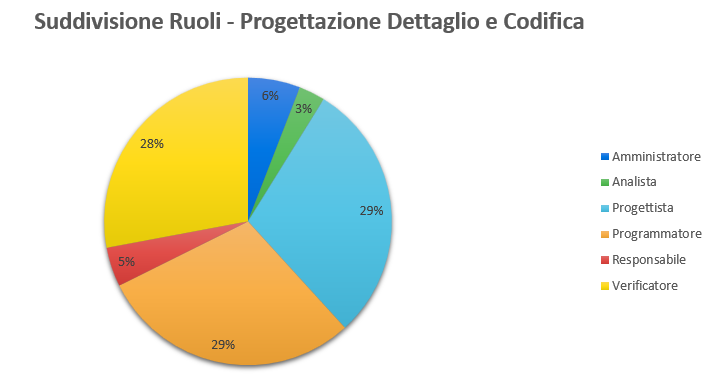 Suddivisione Ruoli - Progettazione Dettaglio e Codifica
6%
3%
28%
29%
5%
29%
Amministratore
Analista
Progettista
Programmatore
Responsabile
Verificatore